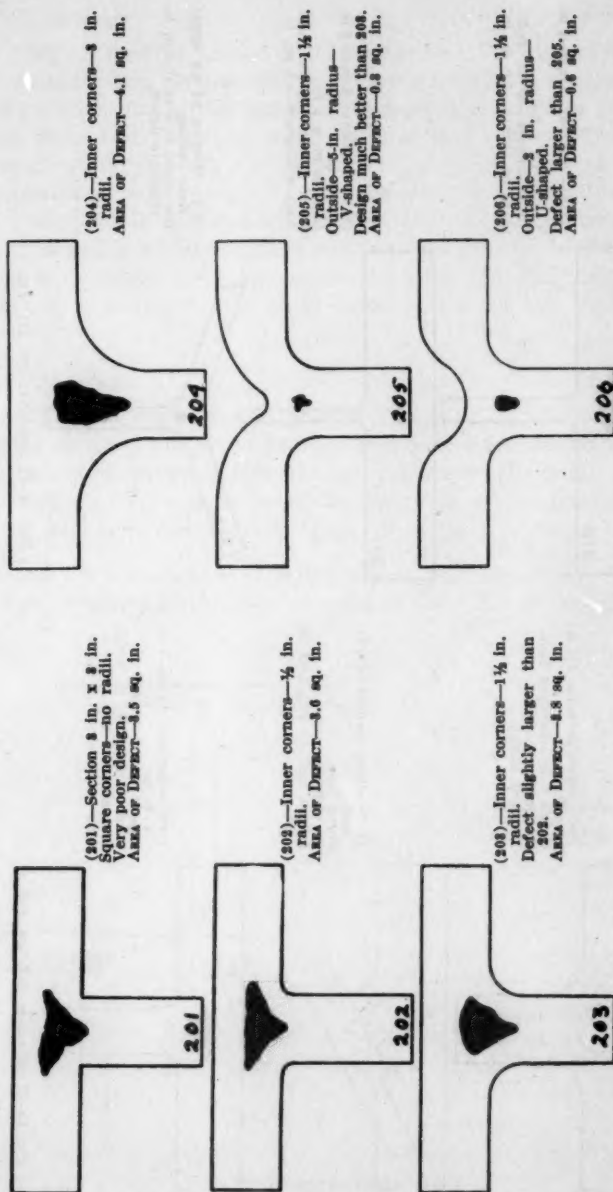 (201)—Section 3 in. x 3 in.
Square corners—no radii.
Very poor design.
AREA OF DEFECT—3.5 sq. in.
201
(202)—Inner corners—½ in.
radii.
AREA OF DEFECT—3.6 sq. in.
202
(203)—Inner corners—1½ in.
radii.
Defect slightly larger than
202.
AREA OF DEFECT—3.8 sq. in.
203
(204)—Inner corners—3 in.
radii.
AREA OF DEFECT—4.1 sq. in.
204
(205)—Inner corners—1½ in.
radii.
Outside—5-in. radius—
V-shaped.
Design much better than 203.
AREA OF DEFECT—0.3 sq. in.
205
(206)—Inner corners—1½ in.
radii.
Outside—2 in. radius—
U-shaped.
Defect larger than 205.
AREA OF DEFECT—0.6 sq. in.
206